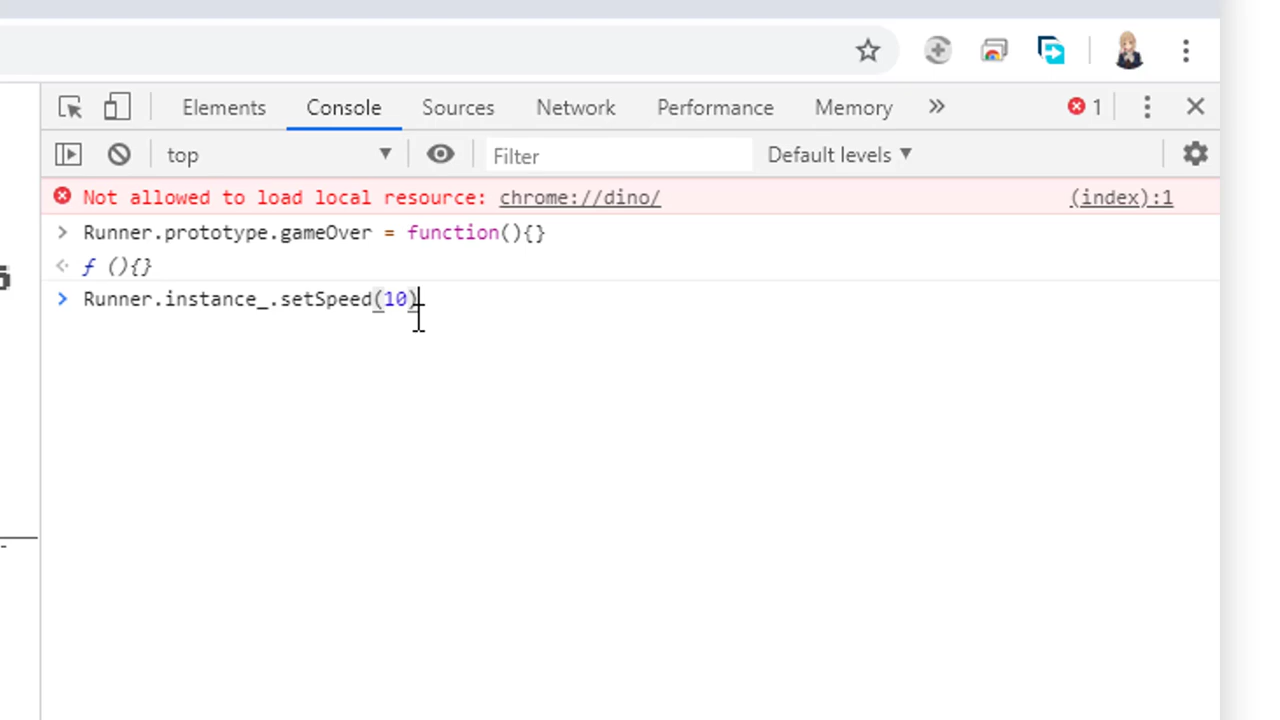 Elements Console Sources Network Performance Memory » 1
top Filter Default levels
Not allowed to load local resource: chrome://dino/ (index):1
> Runner.prototype.gameOver = function(){}
ƒ (){}
> Runner.instance_.setSpeed(10)